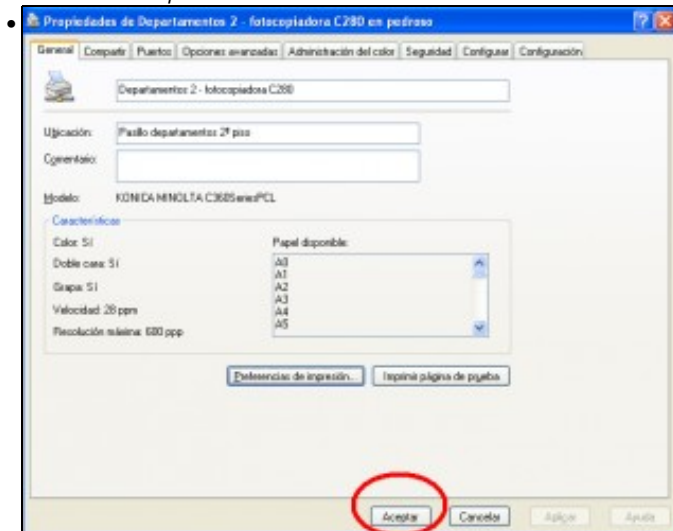 Propiedades de Departamentos 2 - fotocopiadora C280 en pedroso
General Compartir Puertos Opciones avanzadas Administración del color Seguridad Configurar Configuración
Departamentos 2 - fotocopiadora C280
Ubicación: Pasillo departamentos 2º piso
Comentario:
Modelo: KONICA MINOLTA C360SeriesPCL
Características
Color: Sí Papel disponible:
Doble cara: Sí
Grapa: Sí
Velocidad: 28 ppm
Resolución máxima: 600 ppp
A0
A1
A2
A3
A4
A5
Preferencias de impresión... Imprimir página de prueba
Aceptar Cancelar Aplicar Ayuda